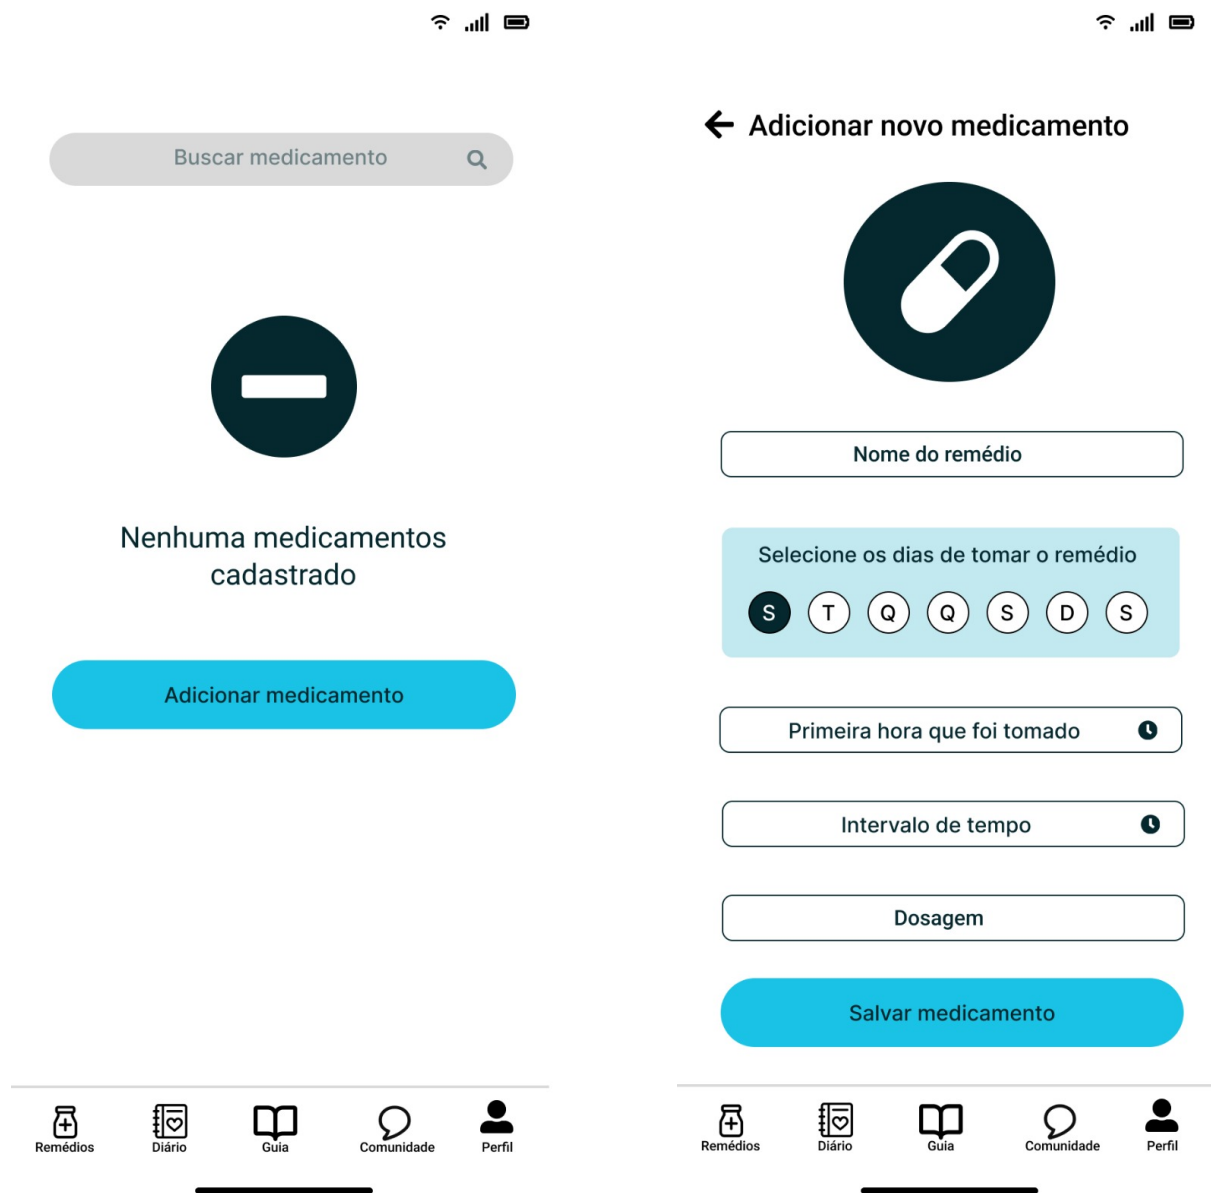 Buscar medicamento
Nenhuma medicamentos
cadastrado
Adicionar medicamento
Remédios
Diário
Guia
Comunidade
Perfil
Adicionar novo medicamento
Nome do remédio
Selecione os dias de tomar o remédio
S T Q Q S D S
Primeira hora que foi tomado
Intervalo de tempo
Dosagem
Salvar medicamento
Remédios
Diário
Guia
Comunidade
Perfil